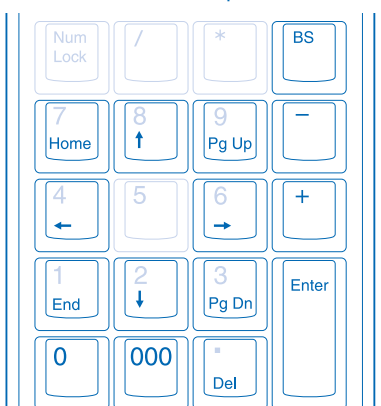 Num
Lock
/
*
BS
7
Home
8
↑
9
Pg Up
−
4
←
5
6
→
+
1
End
2
↓
3
Pg Dn
Enter
0
000
.
Del